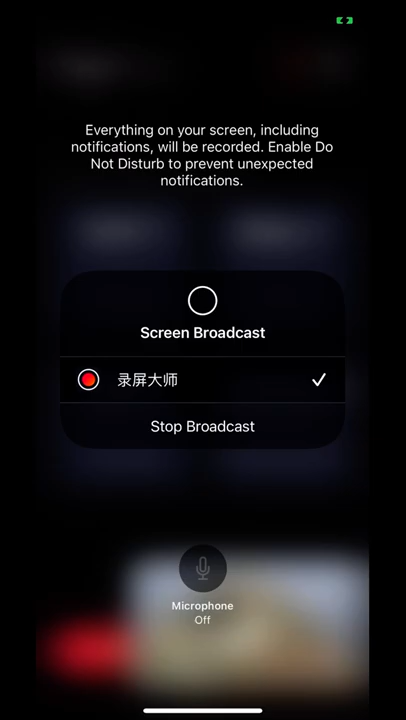 Everything on your screen, including
notifications, will be recorded. Enable Do
Not Disturb to prevent unexpected
notifications.
Screen Broadcast
录屏大师
Stop Broadcast
Microphone
Off